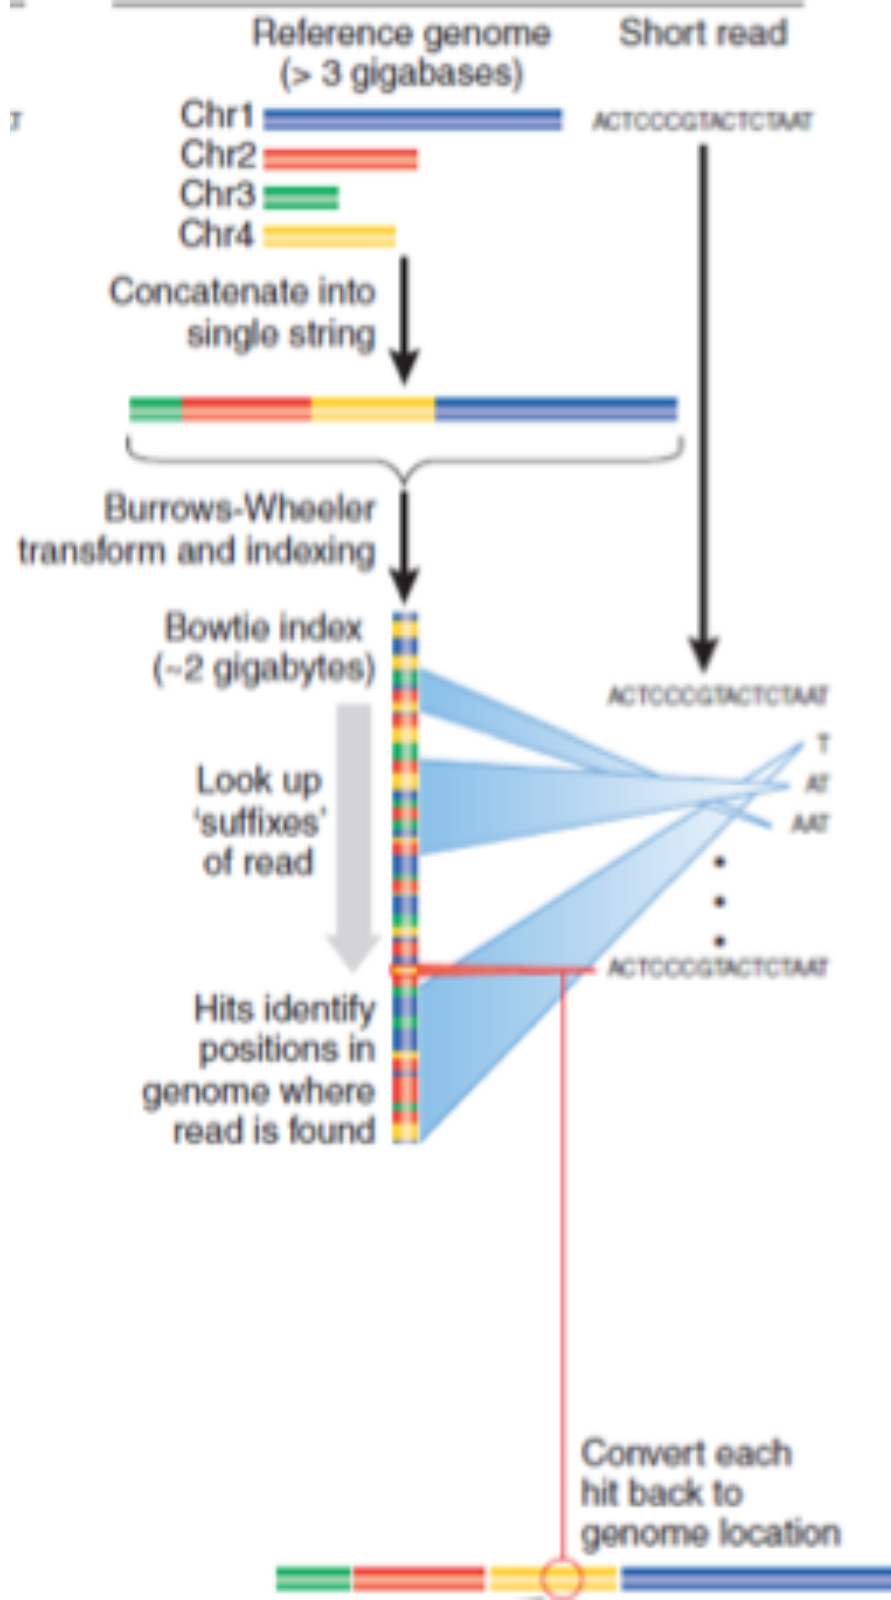 Reference genome
(> 3 gigabases)
Short read
T
Chr1
ACTCCCGTACTCTAAT
Chr2
Chr3
Chr4
Concatenate into
single string
Burrows-Wheeler
transform and indexing
Bowtie index
(~2 gigabytes)
ACTCCCGTACTCTAAT
T
AT
AAT
Look up
'suffixes'
of read
ACTCCCGTACTCTAAT
Hits identify
positions in
genome where
read is found
Convert each
hit back to
genome location